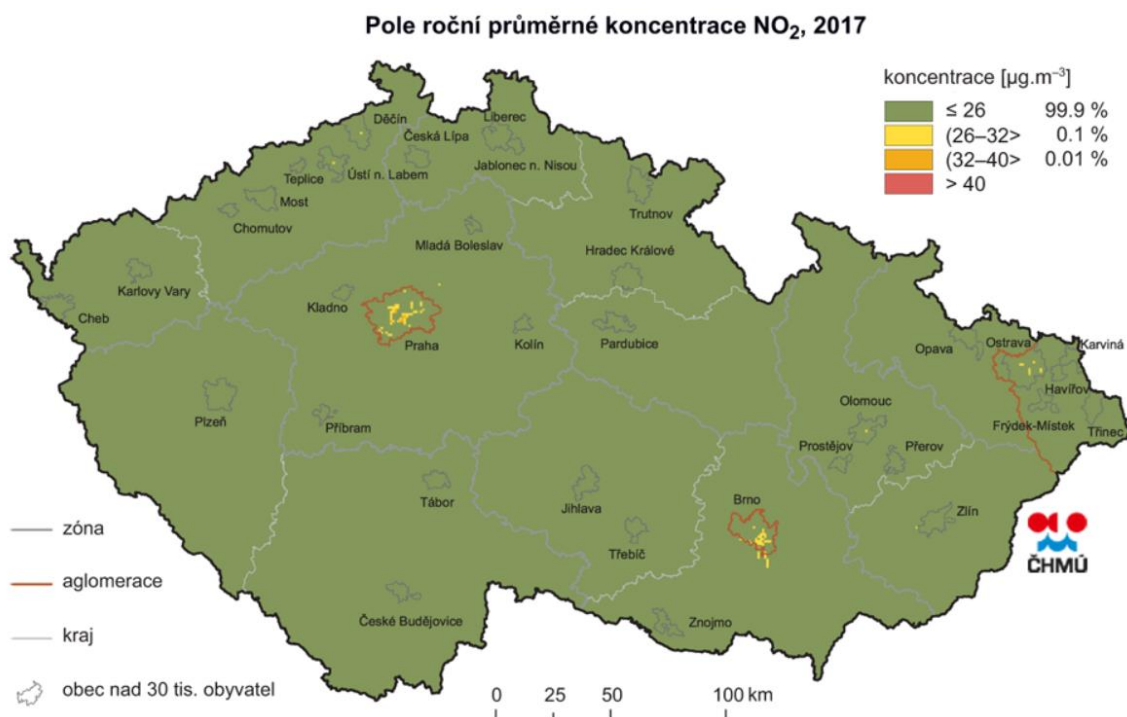 Pole roční průměrné koncentrace NO₂, 2017
koncentrace [µg.m⁻³]
≤ 26 99.9 %
(26–32> 0.1 %
(32–40> 0.01 %
> 40
Děčín
Liberec
Česká Lípa
Jablonec n. Nisou
Teplice
Ústí n. Labem
Most
Chomutov
Trutnov
Mladá Boleslav
Hradec Králové
Karlovy Vary
Cheb
Kladno
Praha
Kolín
Pardubice
Opava
Ostrava
Karviná
Havířov
Frýdek-Místek
Třinec
Plzeň
Příbram
Olomouc
Prostějov
Přerov
Tábor
Jihlava
Třebíč
Brno
Zlín
České Budějovice
Znojmo
ČHMÚ
zóna
aglomerace
kraj
obec nad 30 tis. obyvatel
0 25 50 100 km